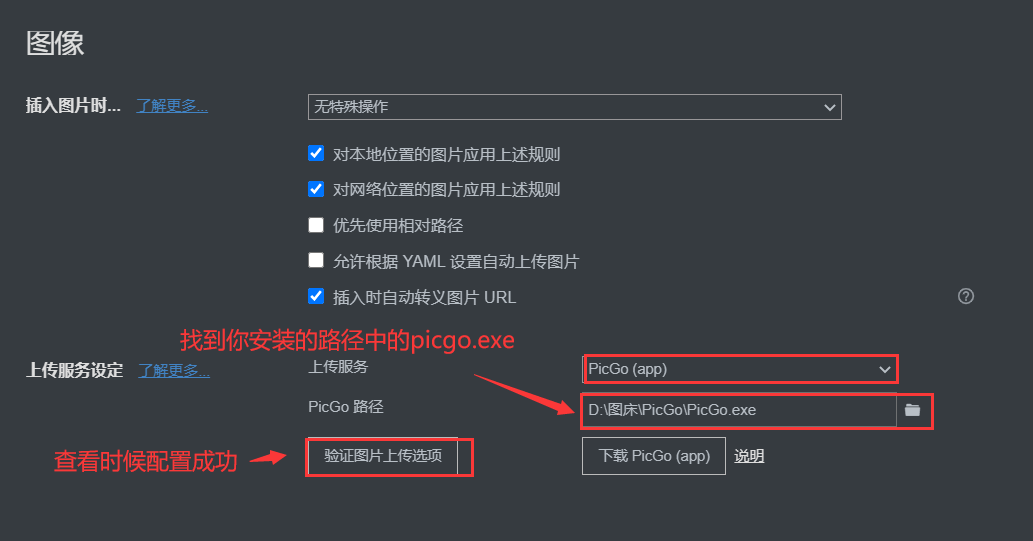 图像
插入图片时... 了解更多... 无特殊操作
对本地位置的图片应用上述规则
对网络位置的图片应用上述规则
优先使用相对路径
允许根据 YAML 设置自动上传图片
插入时自动转义图片 URL
找到你安装的路径中的picgo.exe
上传服务设定 了解更多... 上传服务 PicGo (app)
PicGo 路径 D:\图床\PicGo\PicGo.exe
查看时候配置成功 验证图片上传选项 下载 PicGo (app) 说明